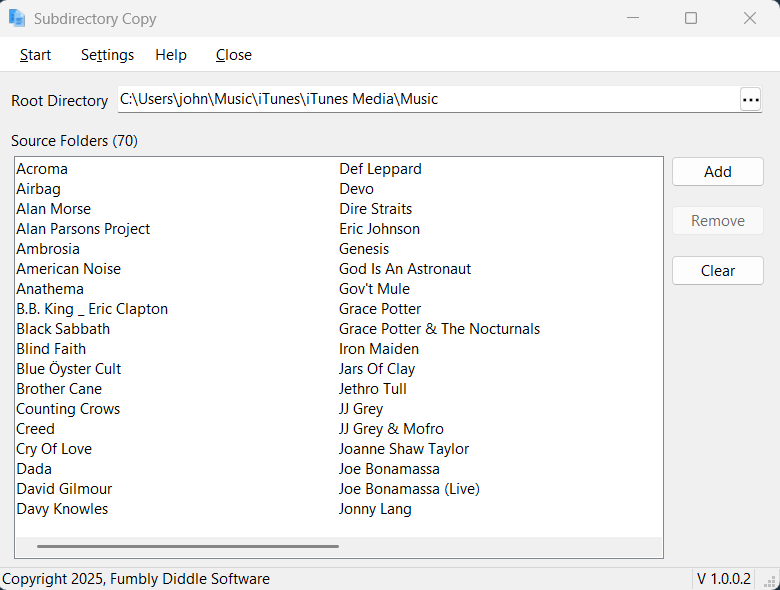 Subdirectory Copy
Start Settings Help Close
Root Directory C:\Users\john\Music\iTunes\iTunes Media\Music ...
Source Folders (70)
Acroma
Airbag
Alan Morse
Alan Parsons Project
Ambrosia
American Noise
Anathema
B.B. King _ Eric Clapton
Black Sabbath
Blind Faith
Blue Öyster Cult
Brother Cane
Counting Crows
Creed
Cry Of Love
Dada
David Gilmour
Davy Knowles
Def Leppard
Devo
Dire Straits
Eric Johnson
Genesis
God Is An Astronaut
Gov't Mule
Grace Potter
Grace Potter & The Nocturnals
Iron Maiden
Jars Of Clay
Jethro Tull
JJ Grey
JJ Grey & Mofro
Joanne Shaw Taylor
Joe Bonamassa
Joe Bonamassa (Live)
Jonny Lang
Add
Remove
Clear
Copyright 2025, Fumbly Diddle Software V 1.0.0.2